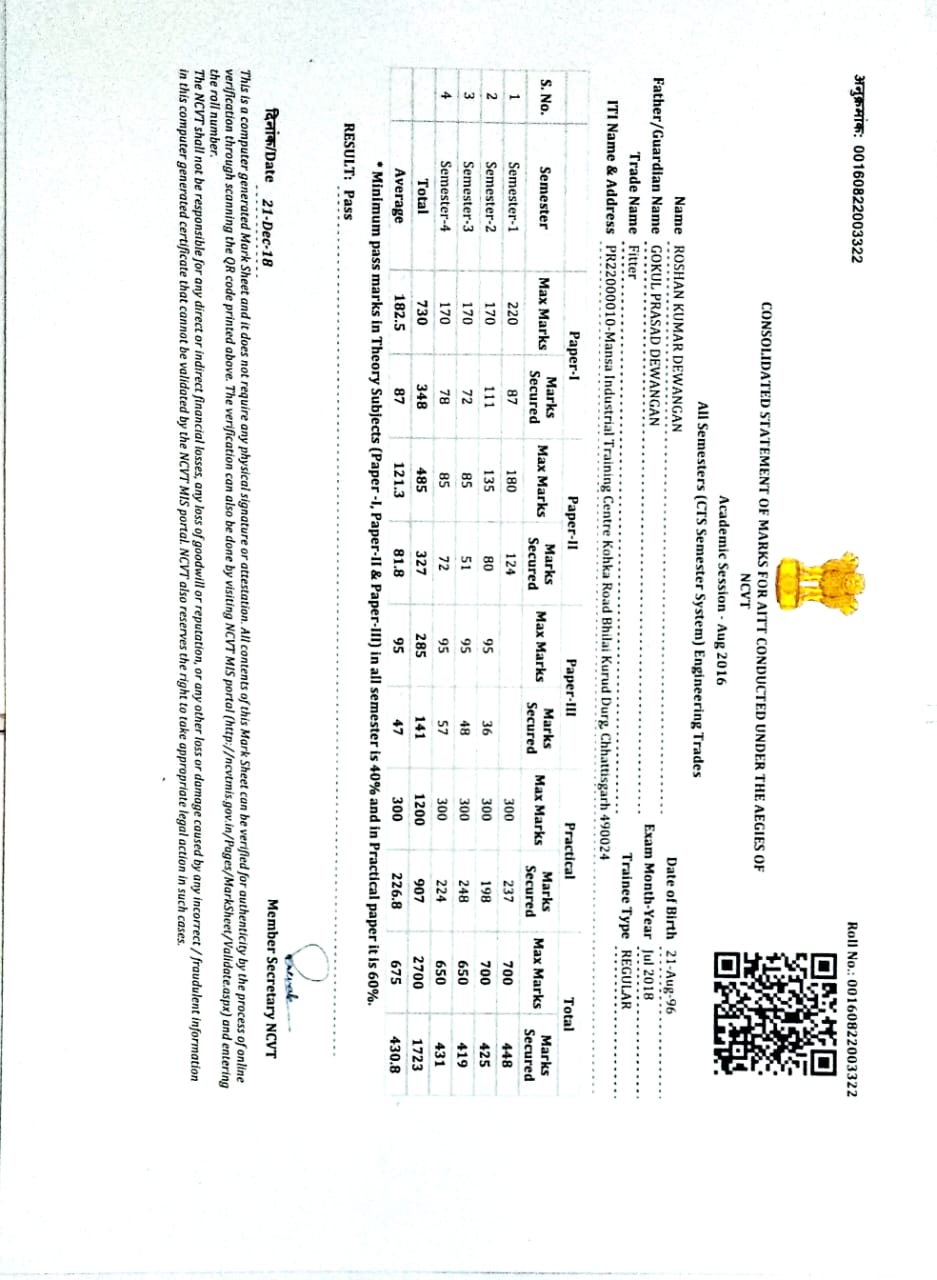 अनुक्रमांक: 00160822003322
Roll No.: 00160822003322
CONSOLIDATED STATEMENT OF MARKS FOR AITT CONDUCTED UNDER THE AEGIES OF
NCVT
Academic Session - Aug 2016
All Semesters (CTS Semester System) Engineering Trades
Name ROSHAN KUMAR DEWANGAN
Date of Birth 21-Aug-96
Father/Guardian Name GOKUL PRASAD DEWANGAN
Exam Month-Year Jul 2018
Trade Name Fitter
Trainee Type REGULAR
ITI Name & Address PR22000010-Mansa Industrial Training Centre Kohka Road Bhilai Kurud Durg, Chhattisgarh 490024
Paper-I Paper-II Paper-III Practical Total
S. No. Semester Max Marks Marks Secured Max Marks Marks Secured Max Marks Marks Secured Max Marks Marks Secured Max Marks Marks Secured
1 Semester-1 220 87 180 124 300 237 700 448
2 Semester-2 170 111 135 80 95 36 300 198 700 425
3 Semester-3 170 72 85 51 95 48 300 248 650 419
4 Semester-4 170 78 85 72 95 57 300 224 650 431
Total 730 348 485 327 285 141 1200 907 2700 1723
Average 182.5 87 121.3 81.8 95 47 300 226.8 675 430.8
* Minimum pass marks in Theory Subjects (Paper -I, Paper-II & Paper-III) in all semester is 40% and in Practical paper it is 60%.
RESULT: Pass
दिनांक/Date 21-Dec-18
Member Secretary NCVT
This is a computer generated Mark Sheet and it does not require any physical signature or attestation. All contents of this Mark Sheet can be verified for authenticity by the process of online
verification through scanning the QR code printed above. The verification can also be done by visiting NCVT MIS portal (http://ncvtmis.gov.in/Pages/MarkSheet/Validate.aspx) and entering
the roll number.
The NCVT shall not be responsible for any direct or indirect financial losses, any loss of goodwill or reputation, or any other loss or damage caused by any incorrect / fraudulent information
in this computer generated certificate that cannot be validated by the NCVT MIS portal. NCVT also reserves the right to take appropriate legal action in such cases.